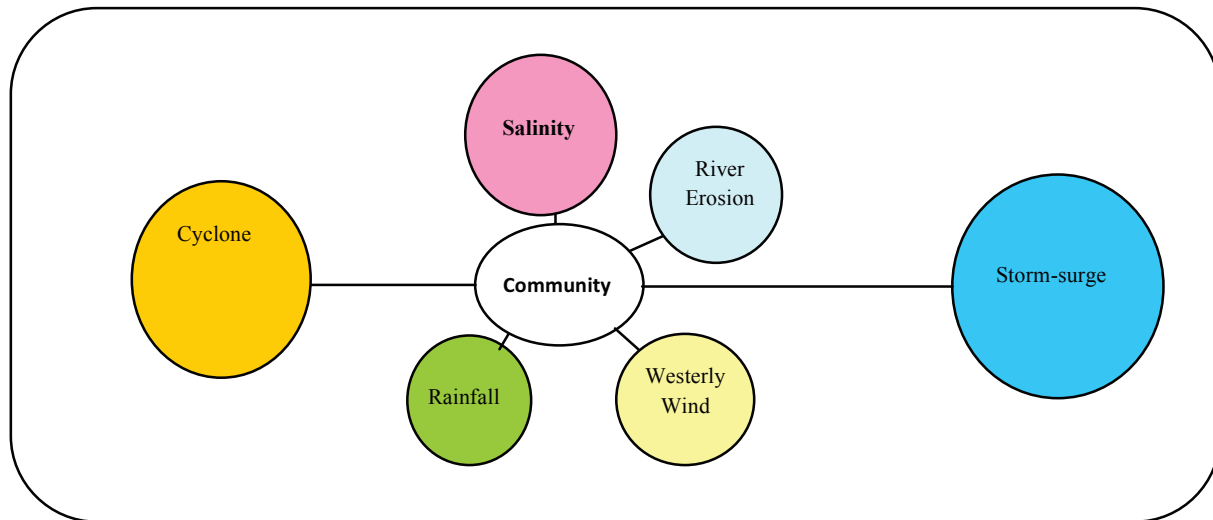 Salinity
River
Erosion
Cyclone
Storm-surge
Community
Rainfall
Westerly
Wind